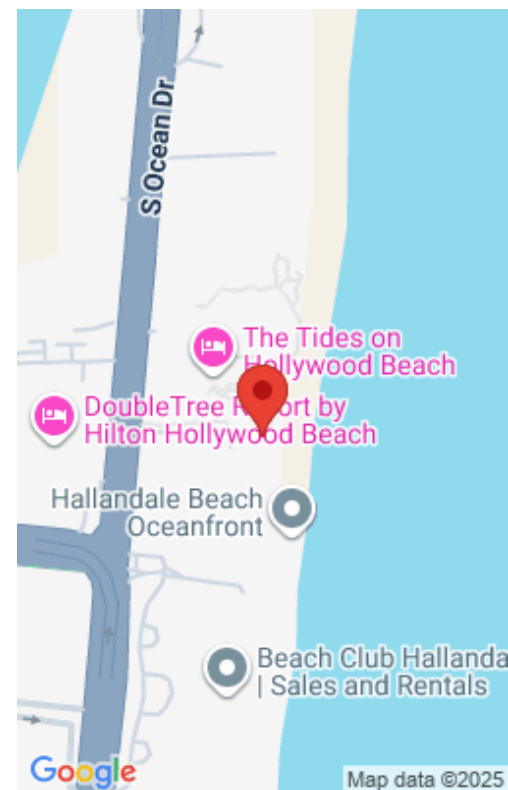 S Ocean Dr
The Tides on
Hollywood Beach
DoubleTree Resort by
Hilton Hollywood Beach
Hallandale Beach
Oceanfront
Beach Club Hallanda
| Sales and Rentals
Google
Map data ©2025